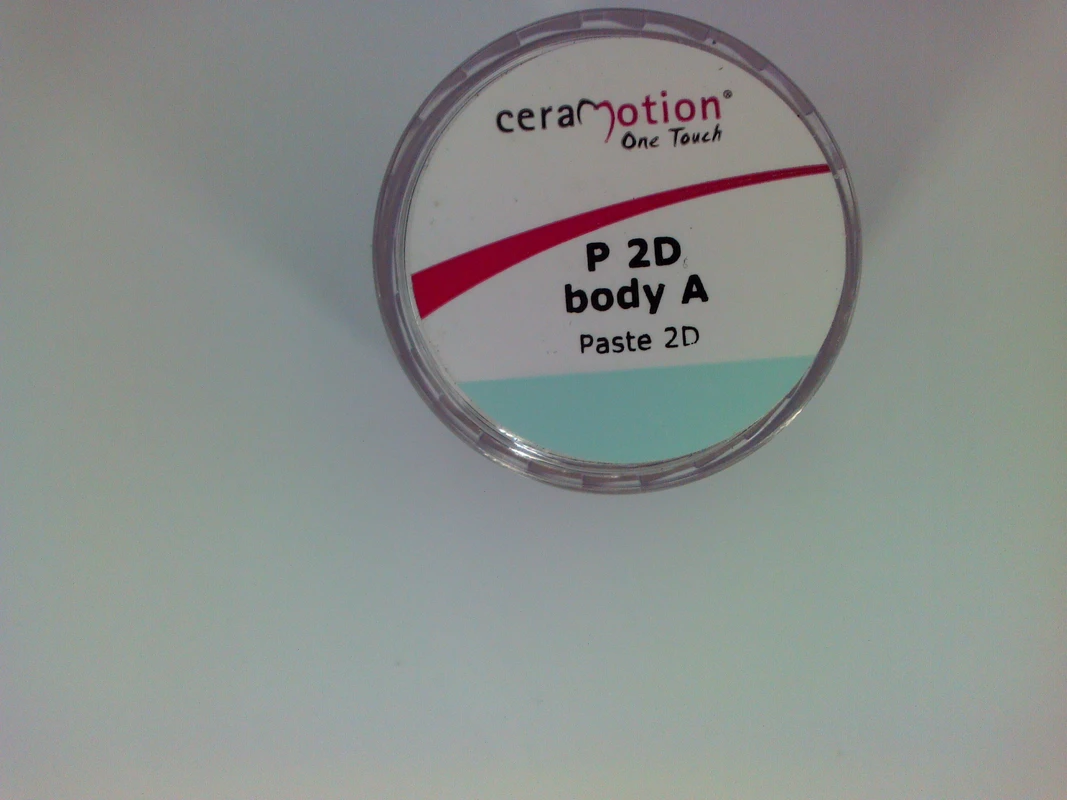 ceraMotion®
One Touch
P 2D
body A
Paste 2D